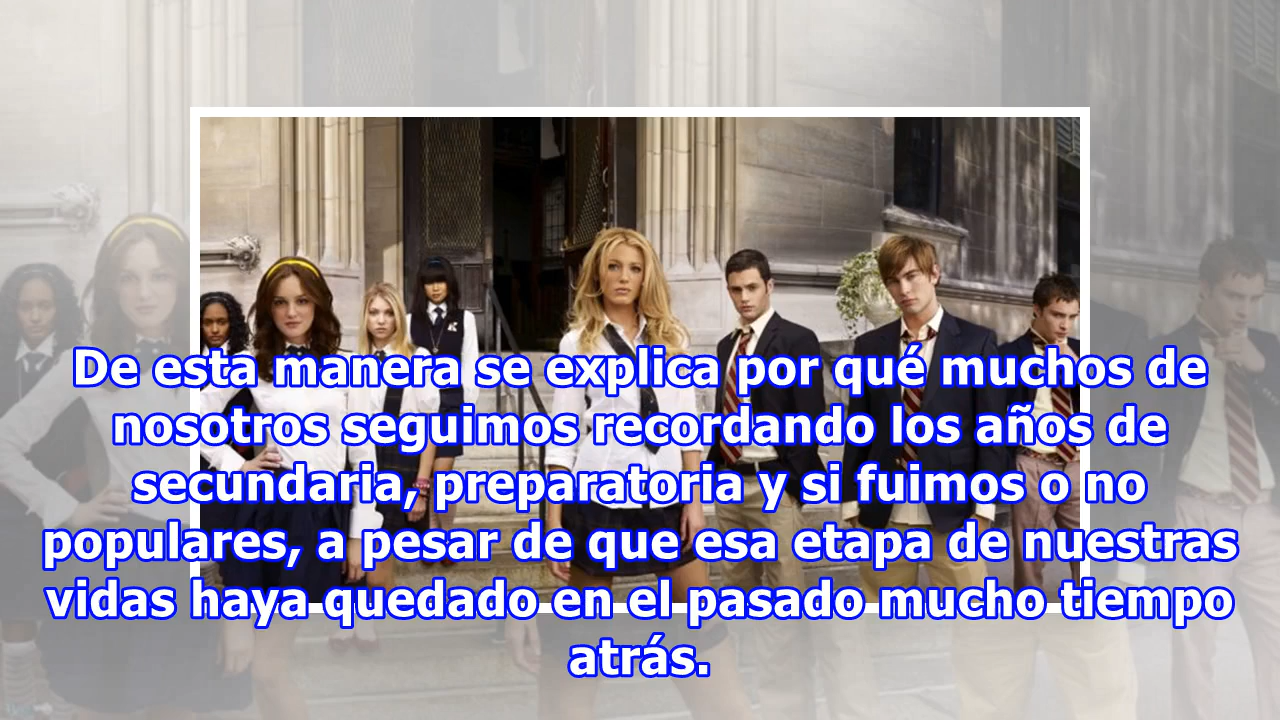 De esta manera se explica por qué muchos de
nosotros seguimos recordando los años de
secundaria, preparatoria y si fuimos o no
populares, a pesar de que esa etapa de nuestras
vidas haya quedado en el pasado mucho tiempo
atrás.